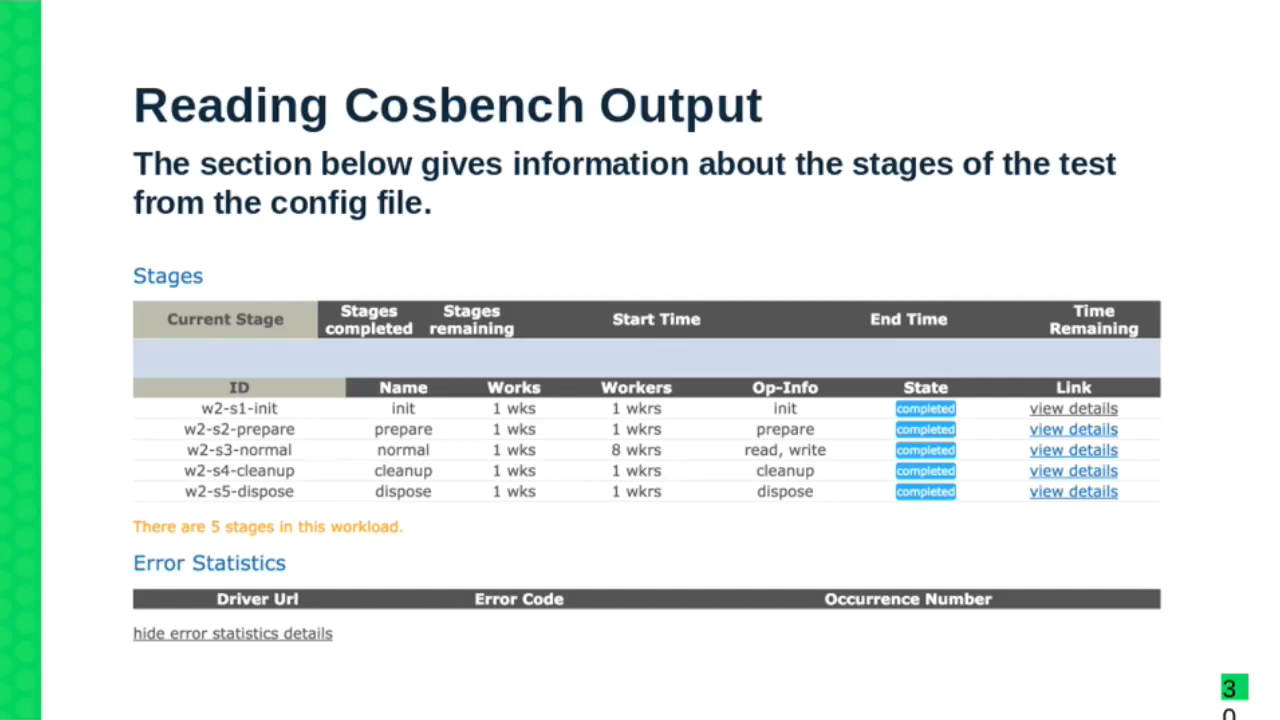 Reading Cosbench Output
The section below gives information about the stages of the test
from the config file.
Stages
Current Stage Stages completed Stages remaining Start Time End Time Time Remaining
ID Name Works Workers Op-Info State Link
w2-s1-init init 1 wks 1 wkrs init completed view details
w2-s2-prepare prepare 1 wks 1 wkrs prepare completed view details
w2-s3-normal normal 1 wks 8 wkrs read, write completed view details
w2-s4-cleanup cleanup 1 wks 1 wkrs cleanup completed view details
w2-s5-dispose dispose 1 wks 1 wkrs dispose completed view details
There are 5 stages in this workload.
Error Statistics
Driver Url Error Code Occurrence Number
hide error statistics details
3
0